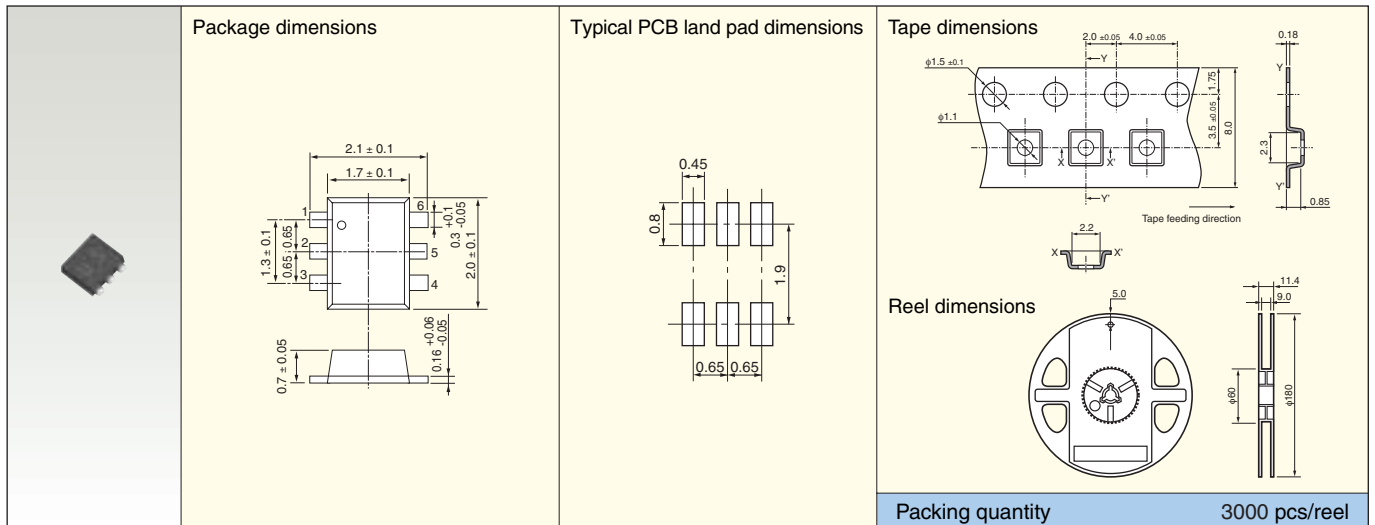 Package dimensions
2.1 ± 0.1
1.7 ± 0.1
1
2
3
6
5
4
1.3 ± 0.1
0.65
0.65
0.3 +0.1 -0.05
2.0 ± 0.1
0.7 ± 0.05
0.16 +0.06 -0.05
Typical PCB land pad dimensions
0.45
0.8
1.9
0.65 0.65
Tape dimensions
2.0 ±0.05
4.0 ±0.05
0.18
φ1.5 ±0.1
φ1.1
Y
Y'
X
X'
1.75
3.5 ±0.05
8.0
Tape feeding direction
Y
2.3
Y'
0.85
2.2
X
X'
Reel dimensions
5.0
11.4
9.0
φ60
φ180
Packing quantity 3000 pcs/reel